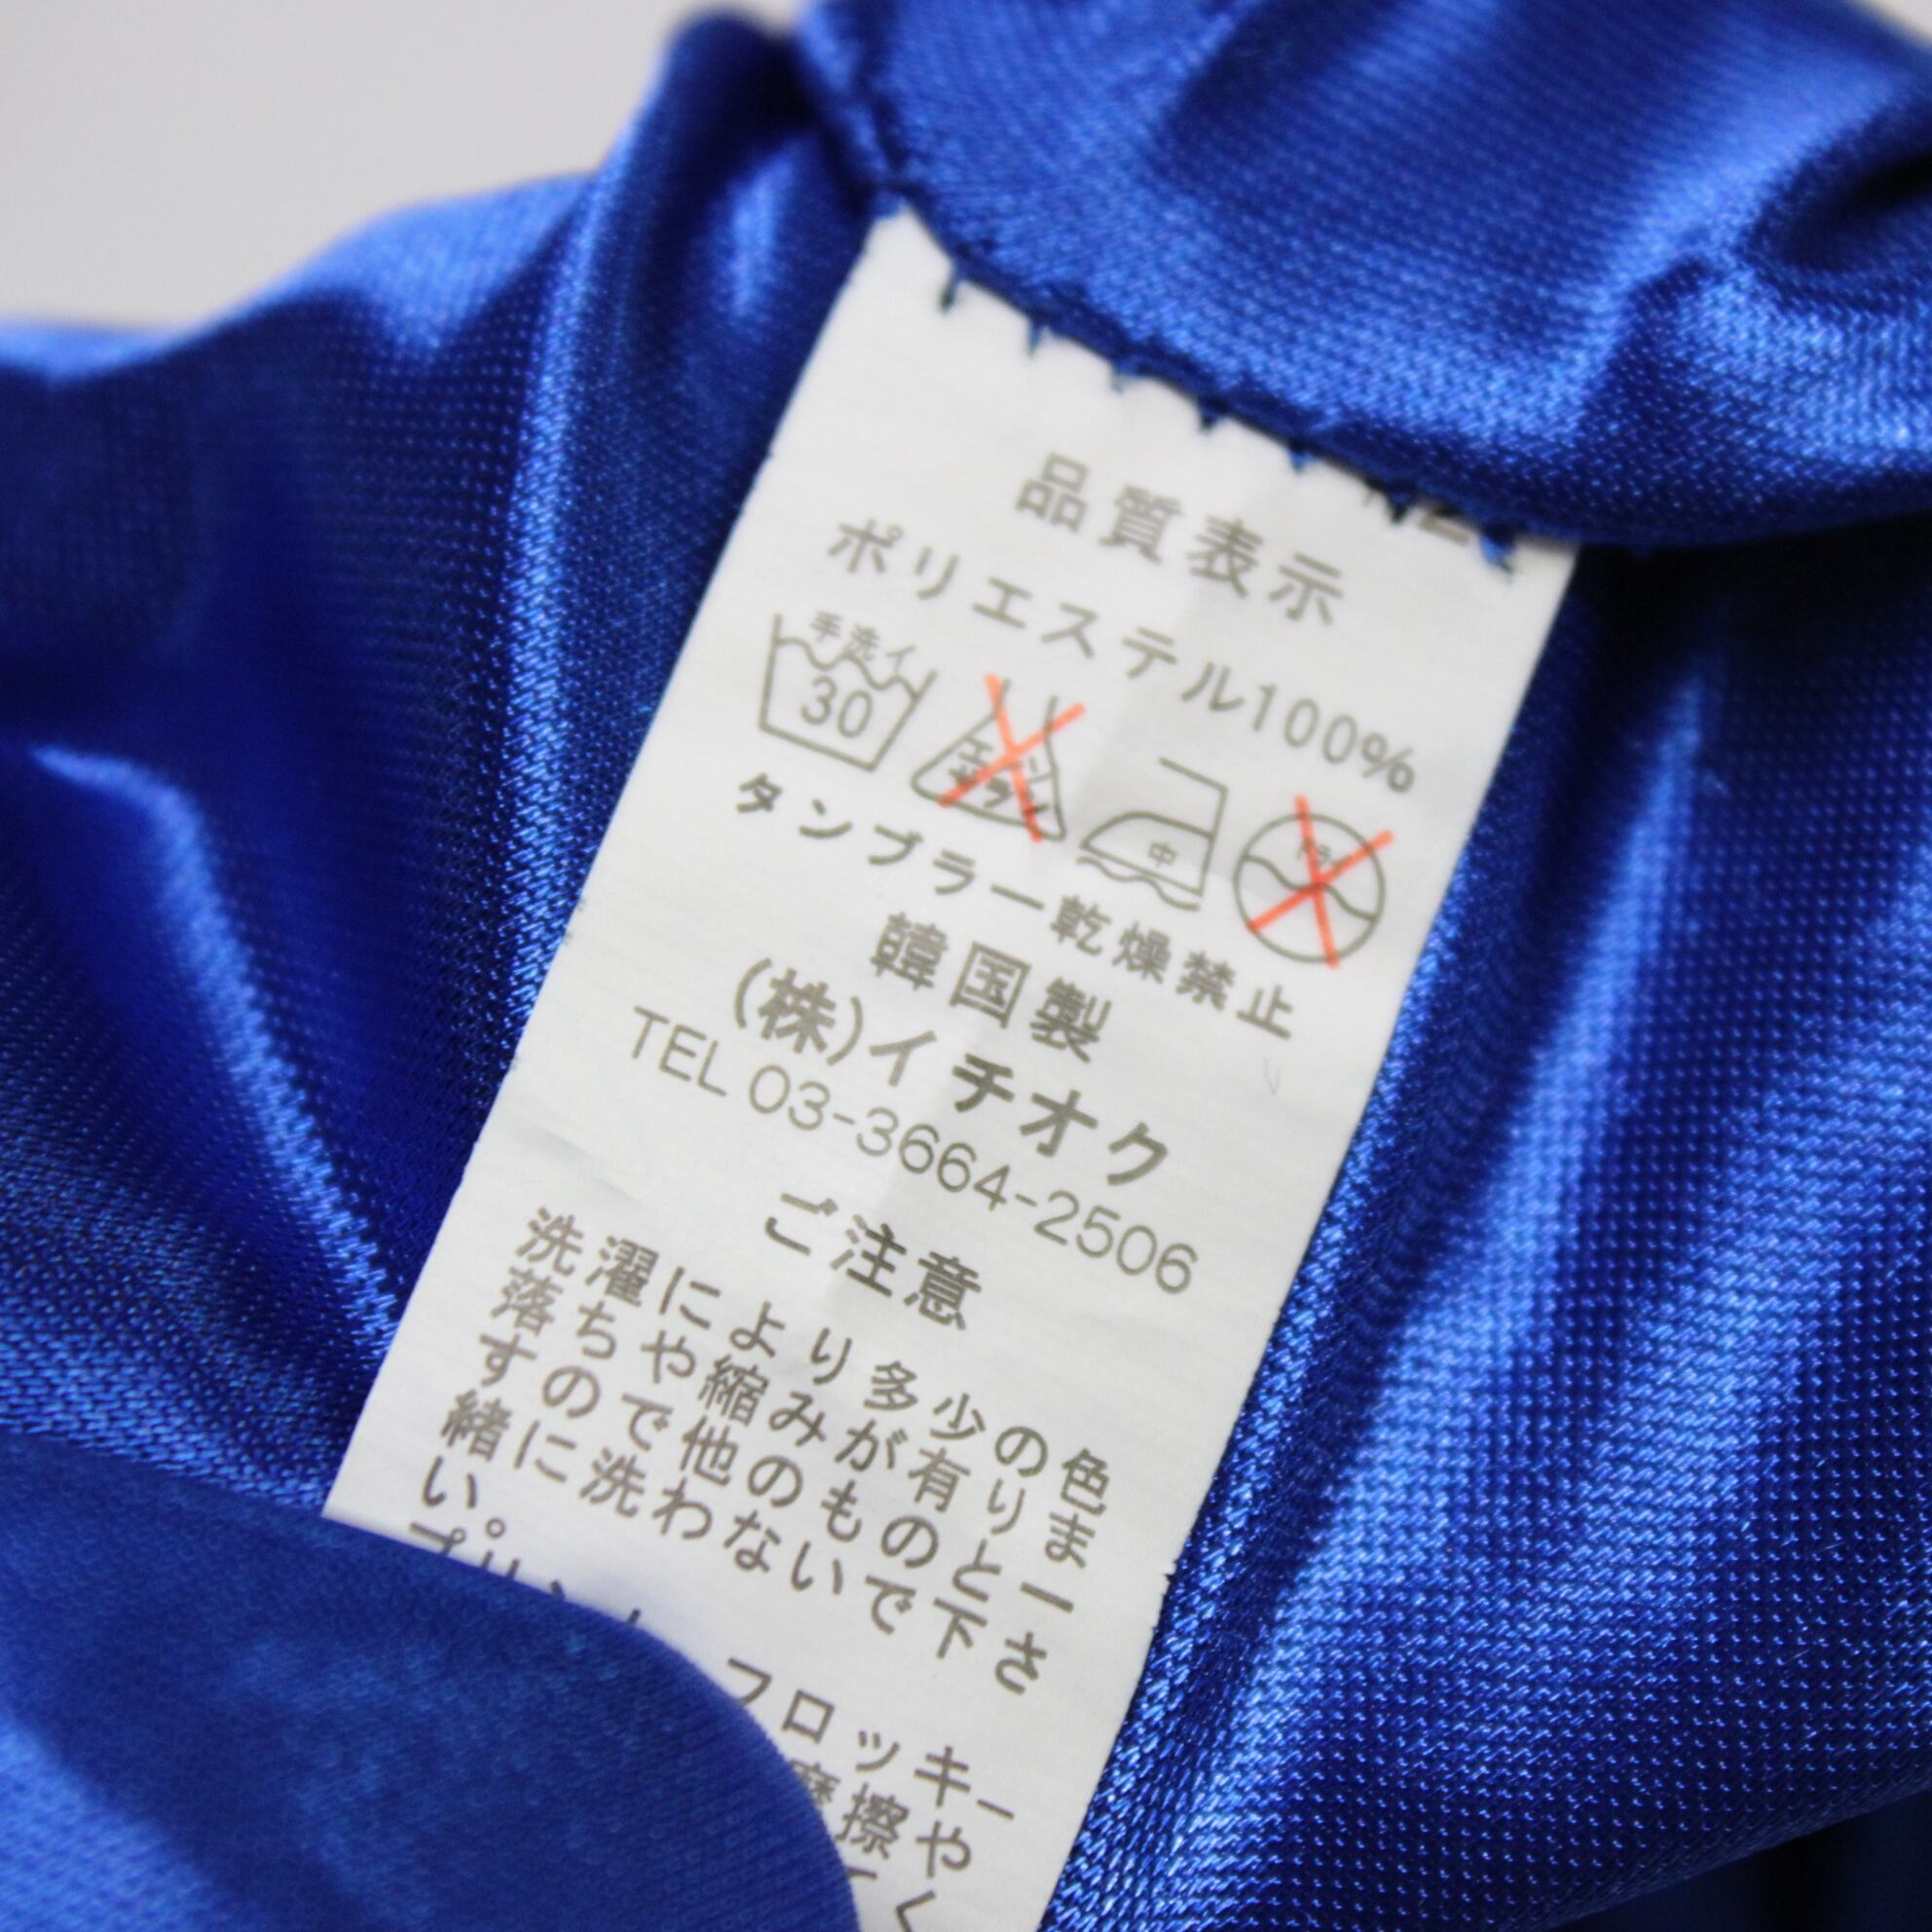 品質表示
ポリエステル100%
手洗イ
30
中
タンブラー乾燥禁止
韓国製
(株)イチオク
TEL 03-3664-2506
ご注意
洗濯により多少の色
落ちや縮みが有りま
すので他のものと一
緒に洗わないで下さ
い。
フロッキー
摩擦や